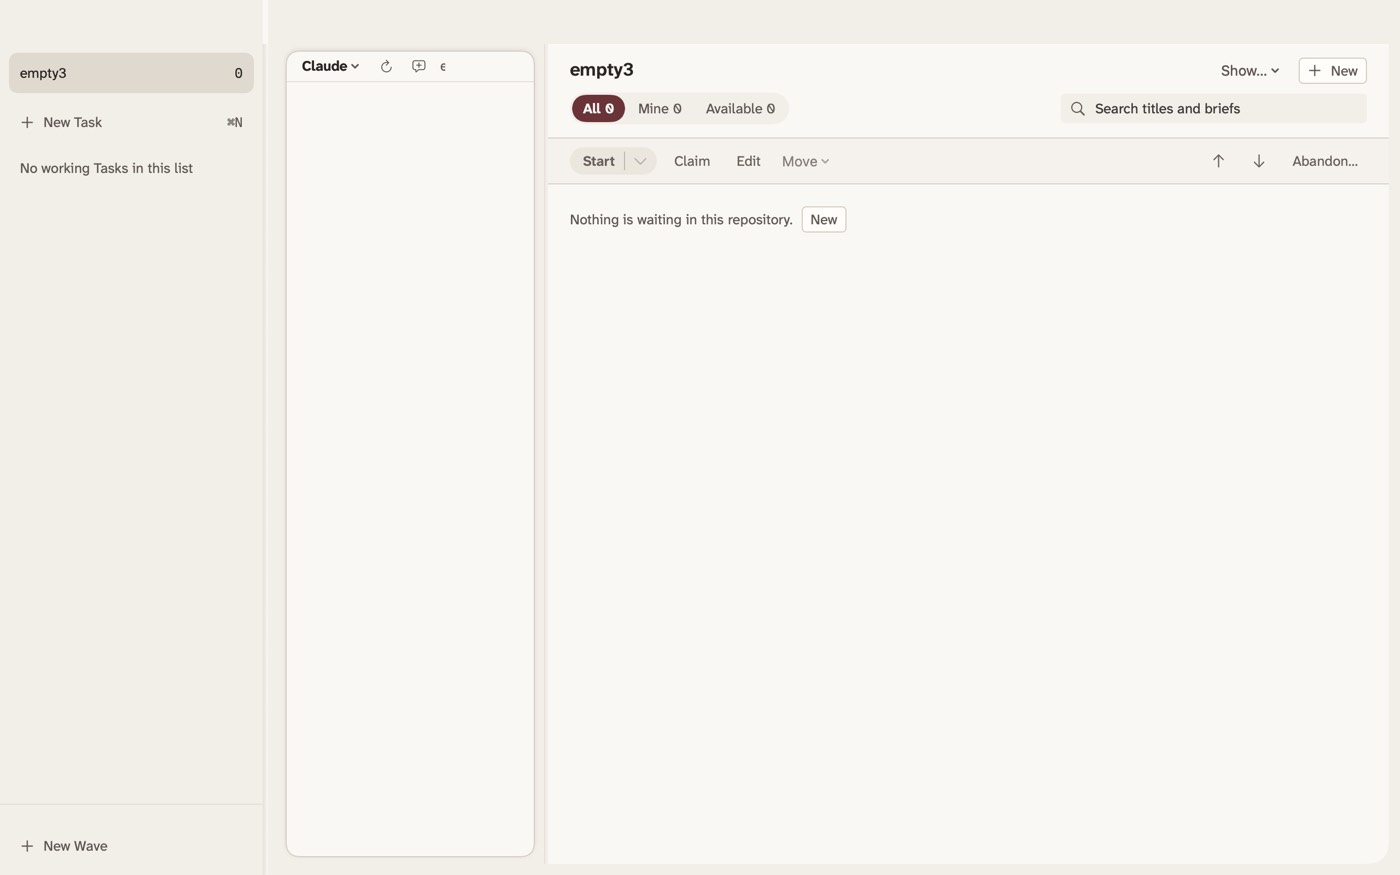 empty3 0
New Task ⌘N
No working Tasks in this list
New Wave
Claude
empty3
Show... New
All 0 Mine 0 Available 0
Search titles and briefs
Start Claim Edit Move Abandon...
Nothing is waiting in this repository. New